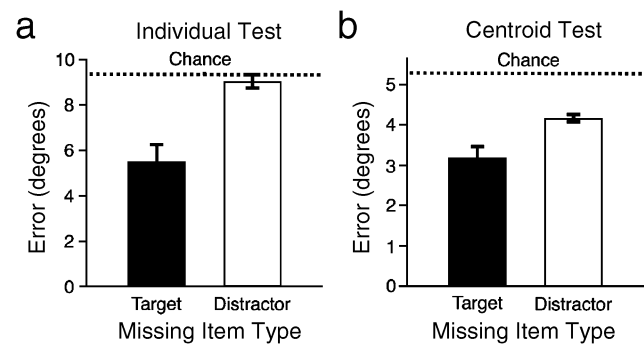 a
Individual Test
Chance
Error (degrees)
10
8
6
4
2
0
Target Distractor
Missing Item Type
b
Centroid Test
Chance
Error (degrees)
5
4
3
2
1
0
Target Distractor
Missing Item Type